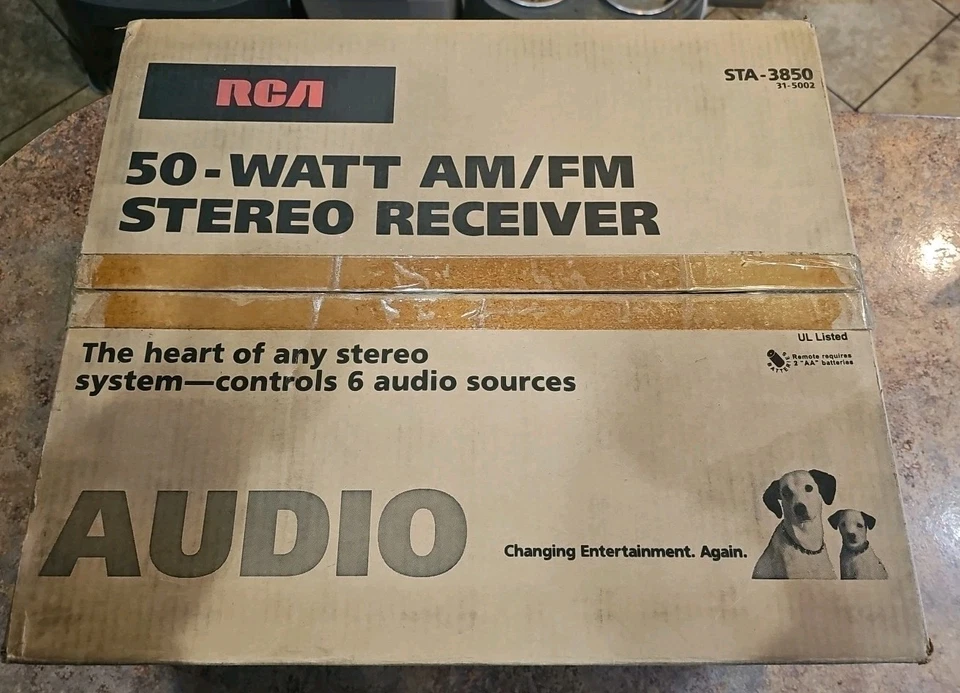 RCA
STA-3850
31-5002
50-WATT AM/FM
STEREO RECEIVER
UL Listed
The heart of any stereo
system—controls 6 audio sources
BATTERY
Remote requires
2 "AA" batteries
AUDIO
Changing Entertainment. Again.